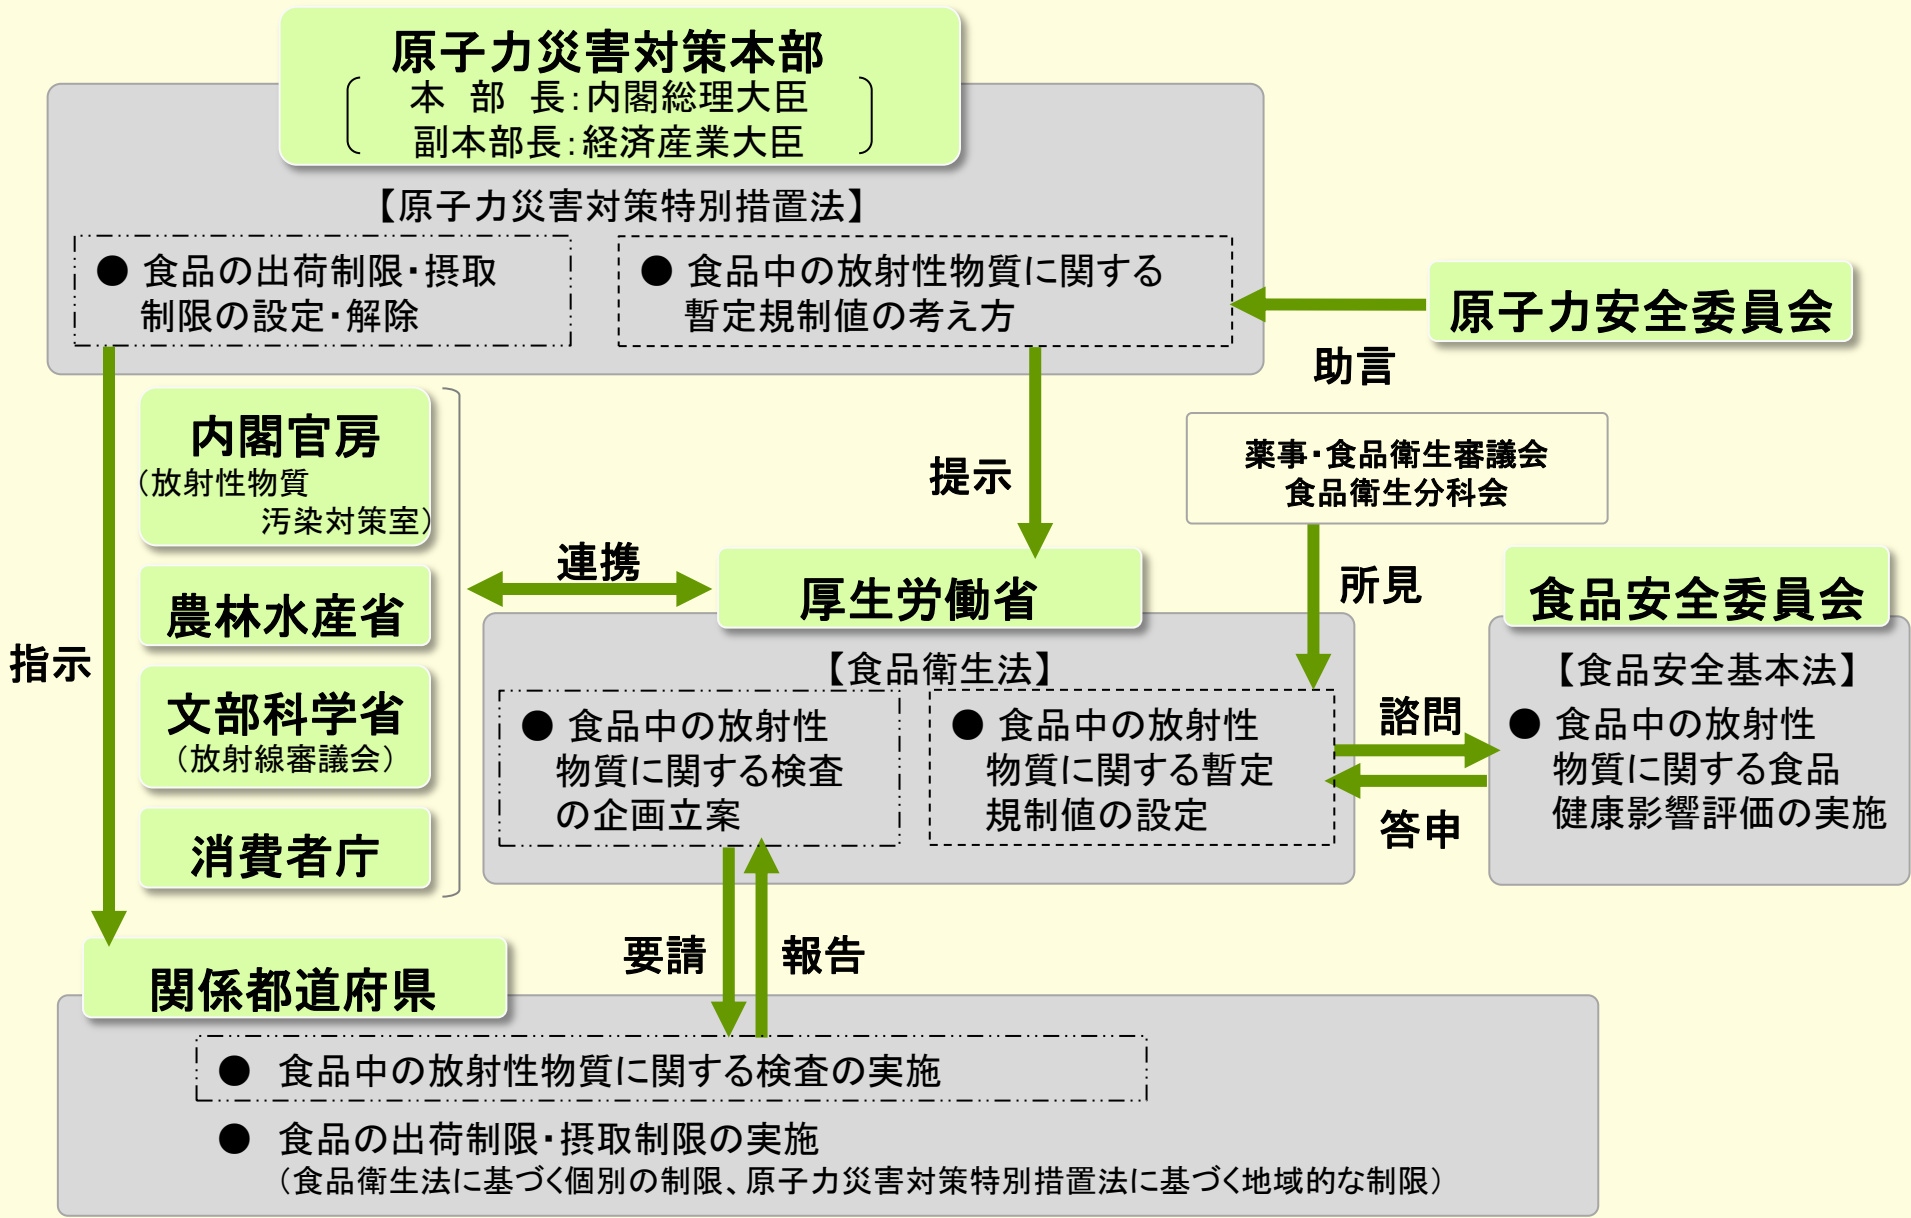 原子力災害対策本部
本 部 長：内閣総理大臣
副本部長：経済産業大臣
【原子力災害対策特別措置法】
● 食品の出荷制限・摂取
制限の設定・解除
● 食品中の放射性物質に関する
暫定規制値の考え方
原子力安全委員会
助言
指示
提示
内閣官房
（放射性物質
汚染対策室）
農林水産省
文部科学省
（放射線審議会）
消費者庁
連携
薬事・食品衛生審議会
食品衛生分科会
所見
厚生労働省
【食品衛生法】
● 食品中の放射性
物質に関する検査
の企画立案
● 食品中の放射性
物質に関する暫定
規制値の設定
諮問
答申
食品安全委員会
【食品安全基本法】
● 食品中の放射性
物質に関する食品
健康影響評価の実施
要請
報告
関係都道府県
● 食品中の放射性物質に関する検査の実施
● 食品の出荷制限・摂取制限の実施
（食品衛生法に基づく個別の制限、原子力災害対策特別措置法に基づく地域的な制限）